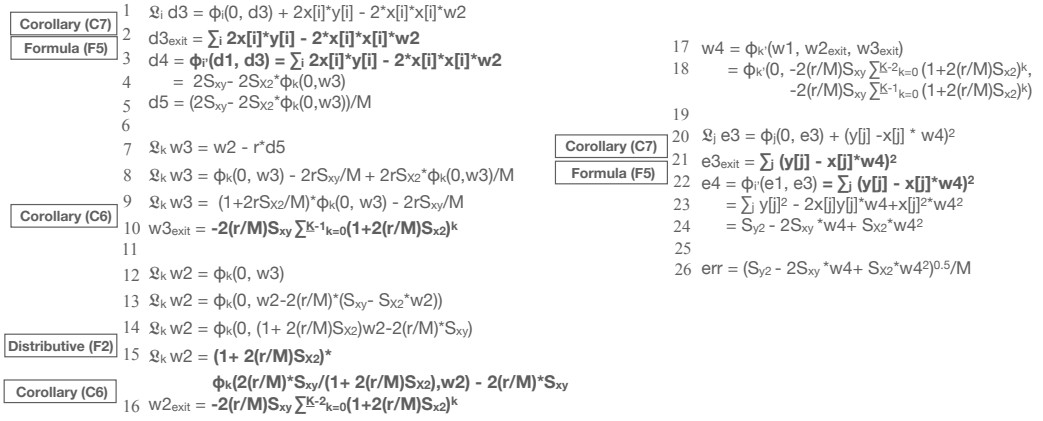 1 𝔏ᵢ d3 = ϕᵢ(0, d3) + 2x[i]*y[i] - 2*x[i]*x[i]*w2
Corollary (C7)
2 d3ₑₓᵢₜ = ∑ᵢ 2x[i]*y[i] - 2*x[i]*x[i]*w2
Formula (F5)
3 d4 = ϕᵢ'(d1, d3) = ∑ᵢ 2x[i]*y[i] - 2*x[i]*x[i]*w2
4 = 2Sxy- 2SX2*ϕₖ(0,w3)
5 d5 = (2Sxy- 2SX2*ϕₖ(0,w3))/M
6
7 𝔏ₖ w3 = w2 - r*d5
8 𝔏ₖ w3 = ϕₖ(0, w3) - 2rSxy/M + 2rSX2*ϕₖ(0,w3)/M
9 𝔏ₖ w3 = (1+2rSX2/M)*ϕₖ(0, w3) - 2rSxy/M
Corollary (C6)
10 w3ₑₓᵢₜ = -2(r/M)Sxy ∑K-1k=0(1+2(r/M)Sx2)ᵏ
11
12 𝔏ₖ w2 = ϕₖ(0, w3)
13 𝔏ₖ w2 = ϕₖ(0, w2-2(r/M)*(Sxy- SX2*w2))
14 𝔏ₖ w2 = ϕₖ(0, (1+ 2(r/M)SX2)w2-2(r/M)*Sxy)
Distributive (F2)
15 𝔏ₖ w2 = (1+ 2(r/M)SX2)*
ϕₖ(2(r/M)*Sxy/(1+ 2(r/M)SX2),w2) - 2(r/M)*Sxy
Corollary (C6)
16 w2ₑₓᵢₜ = -2(r/M)Sxy ∑K-2k=0(1+2(r/M)Sx2)ᵏ
17 w4 = ϕₖ'(w1, w2ₑₓᵢₜ, w3ₑₓᵢₜ)
18 = ϕₖ'(0, -2(r/M)Sxy ∑K-2k=0 (1+2(r/M)Sx2)ᵏ,
-2(r/M)Sxy ∑K-1k=0 (1+2(r/M)Sx2)ᵏ)
19
20 𝔏ⱼ e3 = ϕⱼ(0, e3) + (y[j] -x[j] * w4)²
Corollary (C7)
21 e3ₑₓᵢₜ = ∑ⱼ (y[j] - x[j]*w4)²
Formula (F5)
22 e4 = ϕⱼ'(e1, e3) = ∑ⱼ (y[j] - x[j]*w4)²
23 = ∑ⱼ y[j]² - 2x[j]y[j]*w4+x[j]²*w4²
24 = Sy2 - 2Sxy *w4+ SX2*w4²
25
26 err = (Sy2 - 2Sxy *w4+ SX2*w4²)⁰·⁵/M